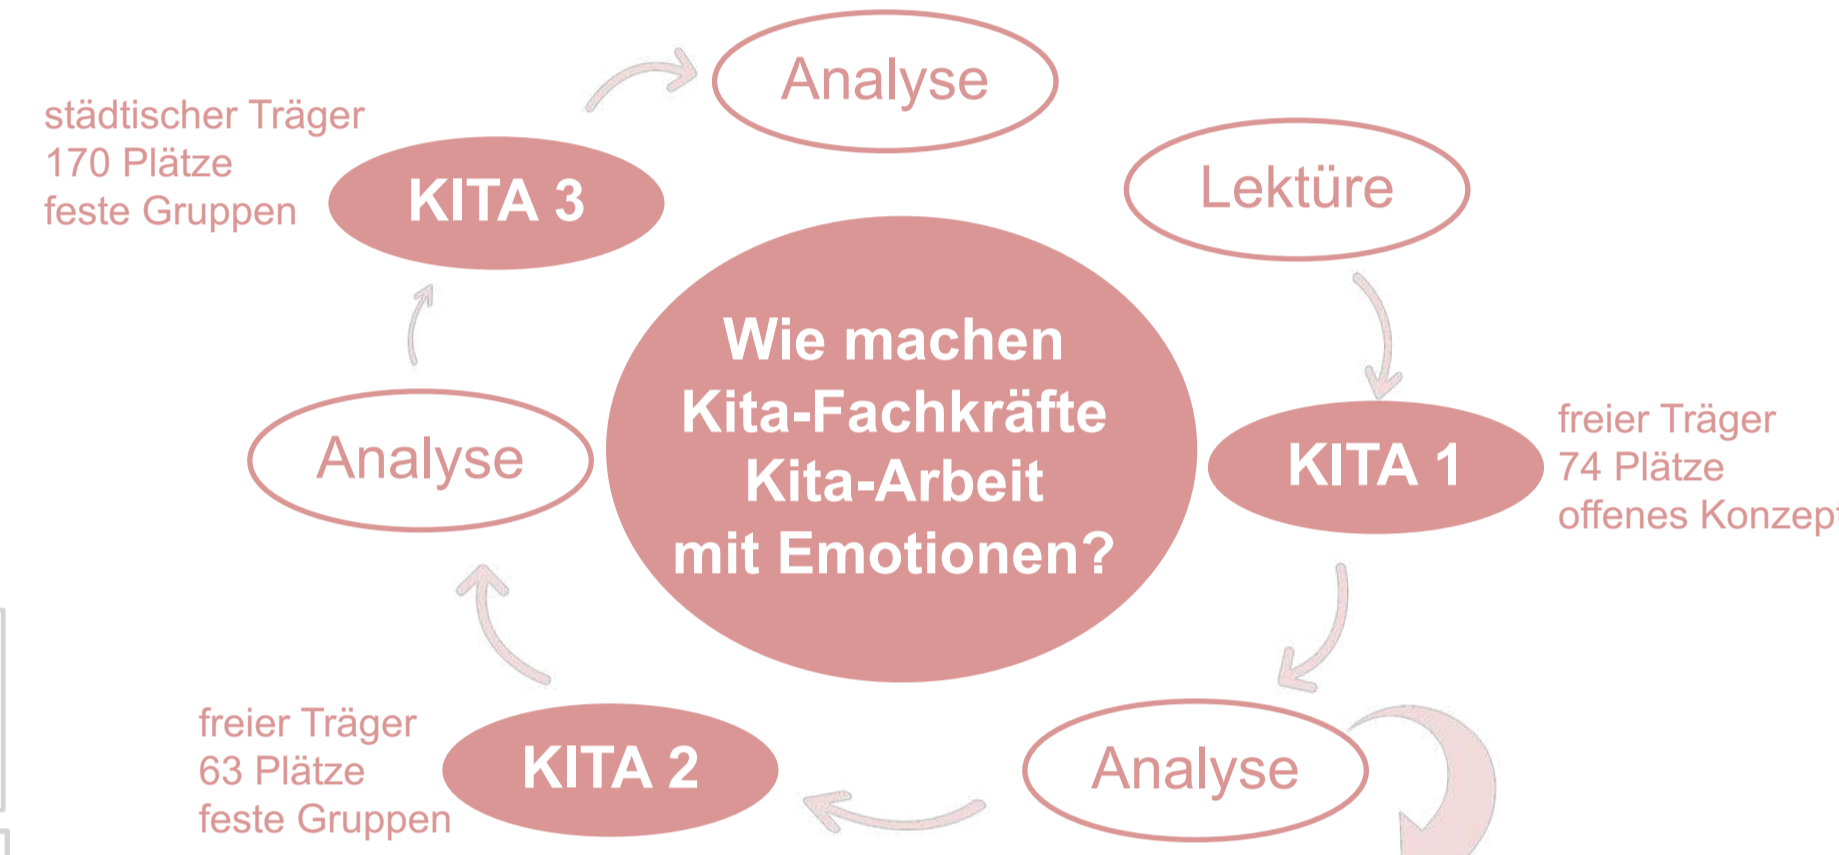 Analyse
städtischer Träger
170 Plätze
feste Gruppen
KITA 3
Lektüre
Wie machen
Kita-Fachkräfte
Kita-Arbeit
mit Emotionen?
KITA 1
freier Träger
74 Plätze
offenes Konzept
Analyse
freier Träger
63 Plätze
feste Gruppen
KITA 2
Analyse